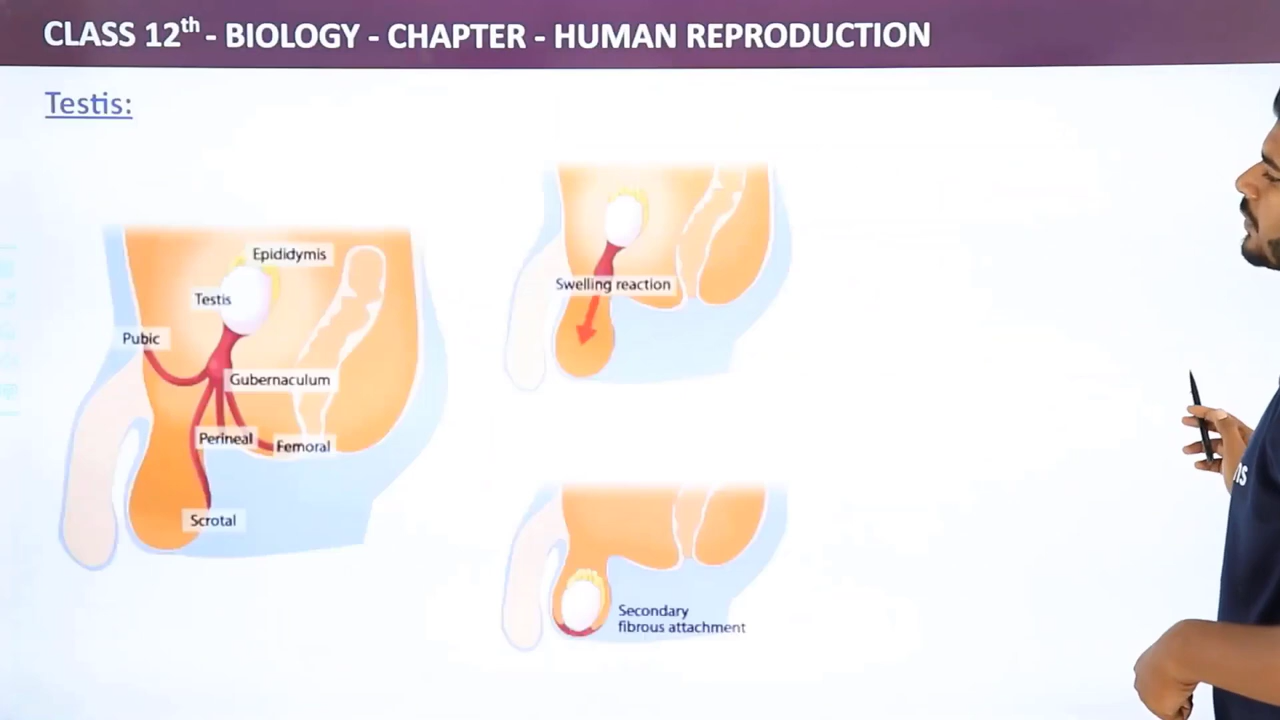 CLASS 12th - BIOLOGY - CHAPTER - HUMAN REPRODUCTION
Testis:
Epididymis
Testis
Pubic
Gubernaculum
Perineal
Femoral
Scrotal
Swelling reaction
Secondary
fibrous attachment